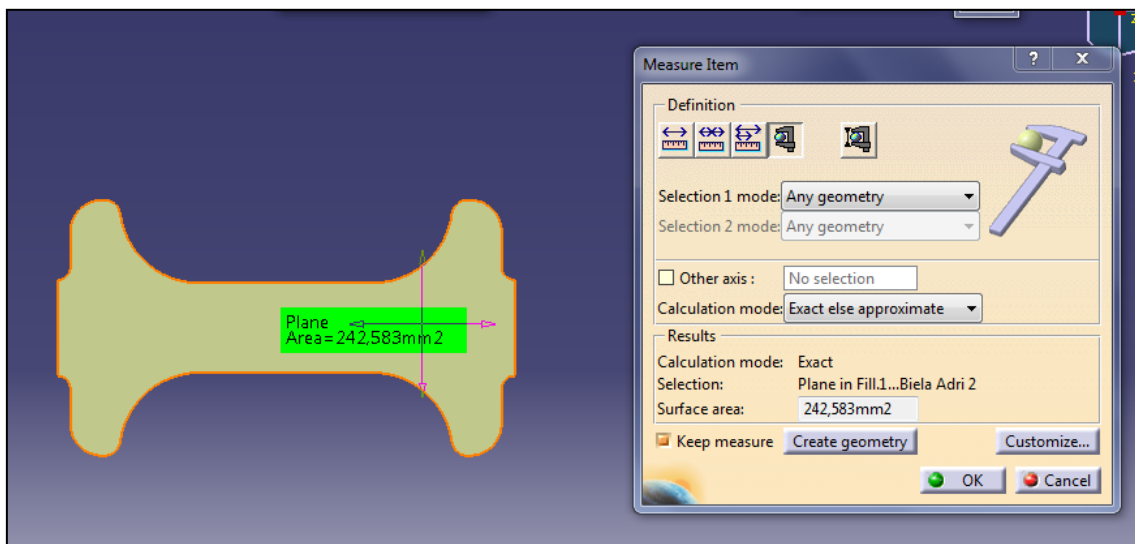 Measure Item
Definition
Selection 1 mode: Any geometry
Selection 2 mode: Any geometry
Other axis : No selection
Calculation mode: Exact else approximate
Results
Calculation mode: Exact
Selection: Plane in Fill.1...Biela Adri 2
Surface area: 242,583mm2
Keep measure Create geometry Customize...
OK Cancel
Plane
Area=242,583mm2